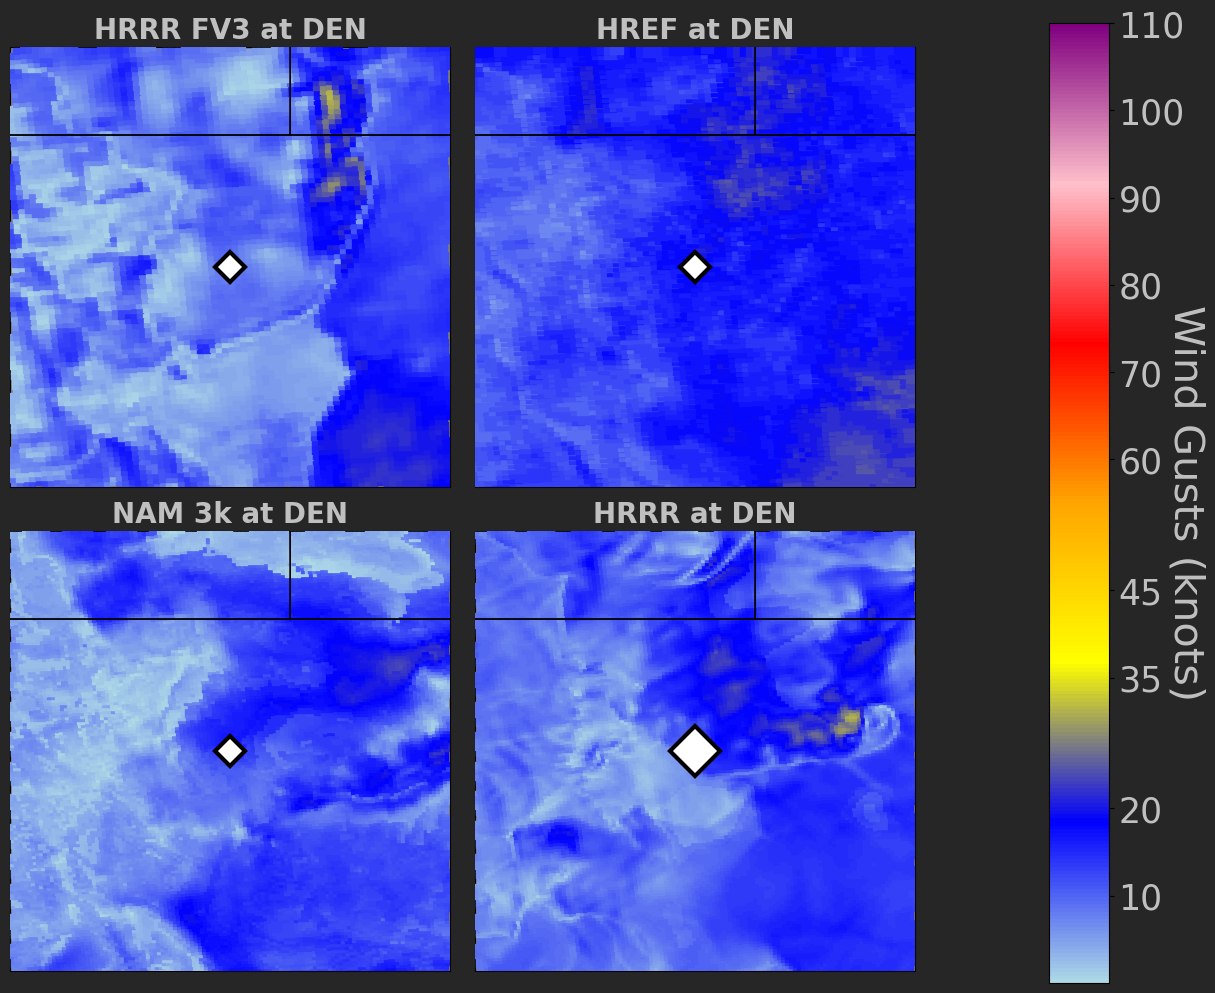 HRRR FV3 at DEN
HREF at DEN
NAM 3k at DEN
HRRR at DEN
110
100
90
80
70
60
45
35
20
10
Wind Gusts (knots)